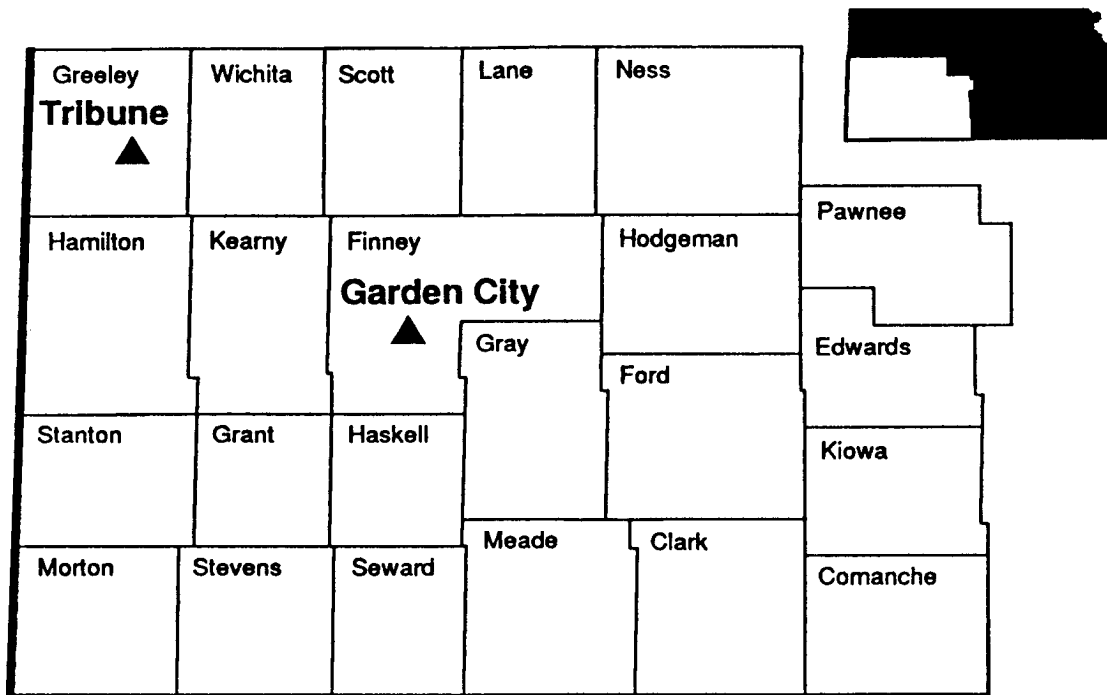 Greeley
Wichita
Scott
Lane
Ness
Tribune
Pawnee
Hamilton
Kearny
Finney
Hodgeman
Garden City
Gray
Edwards
Ford
Stanton
Grant
Haskell
Kiowa
Meade
Clark
Morton
Stevens
Seward
Comanche